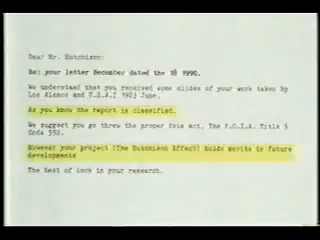 Dear Mr. Hutchison:
Re: your letter December dated the 18 1990.
We understand that you received some slides of your work taken by
Los Alamos and U.S.A.F 1983 June.
As you know the report is classified.
We suggest you go threw the proper fois act. The F.O.I.A. Title 5
Code 550.
However your project (The Hutchison Effect) holds merits in future
developments
The best of luck in your research.